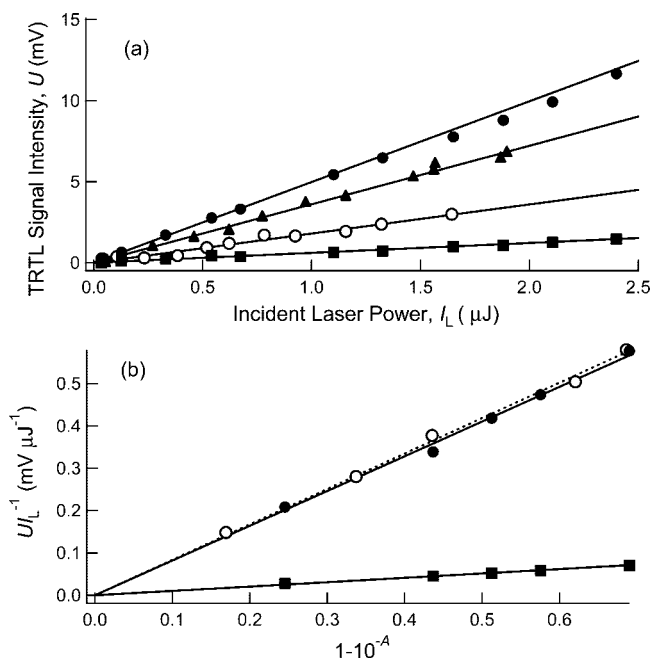 (a)
TRTL Signal Intensity, U (mV)
15
10
5
0
0.0 0.5 1.0 1.5 2.0 2.5
Incident Laser Power, I_L ( μJ)
(b)
UI_L^-1 (mV μJ^-1)
0.5
0.4
0.3
0.2
0.1
0.0
0.0 0.1 0.2 0.3 0.4 0.5 0.6
1-10^-A